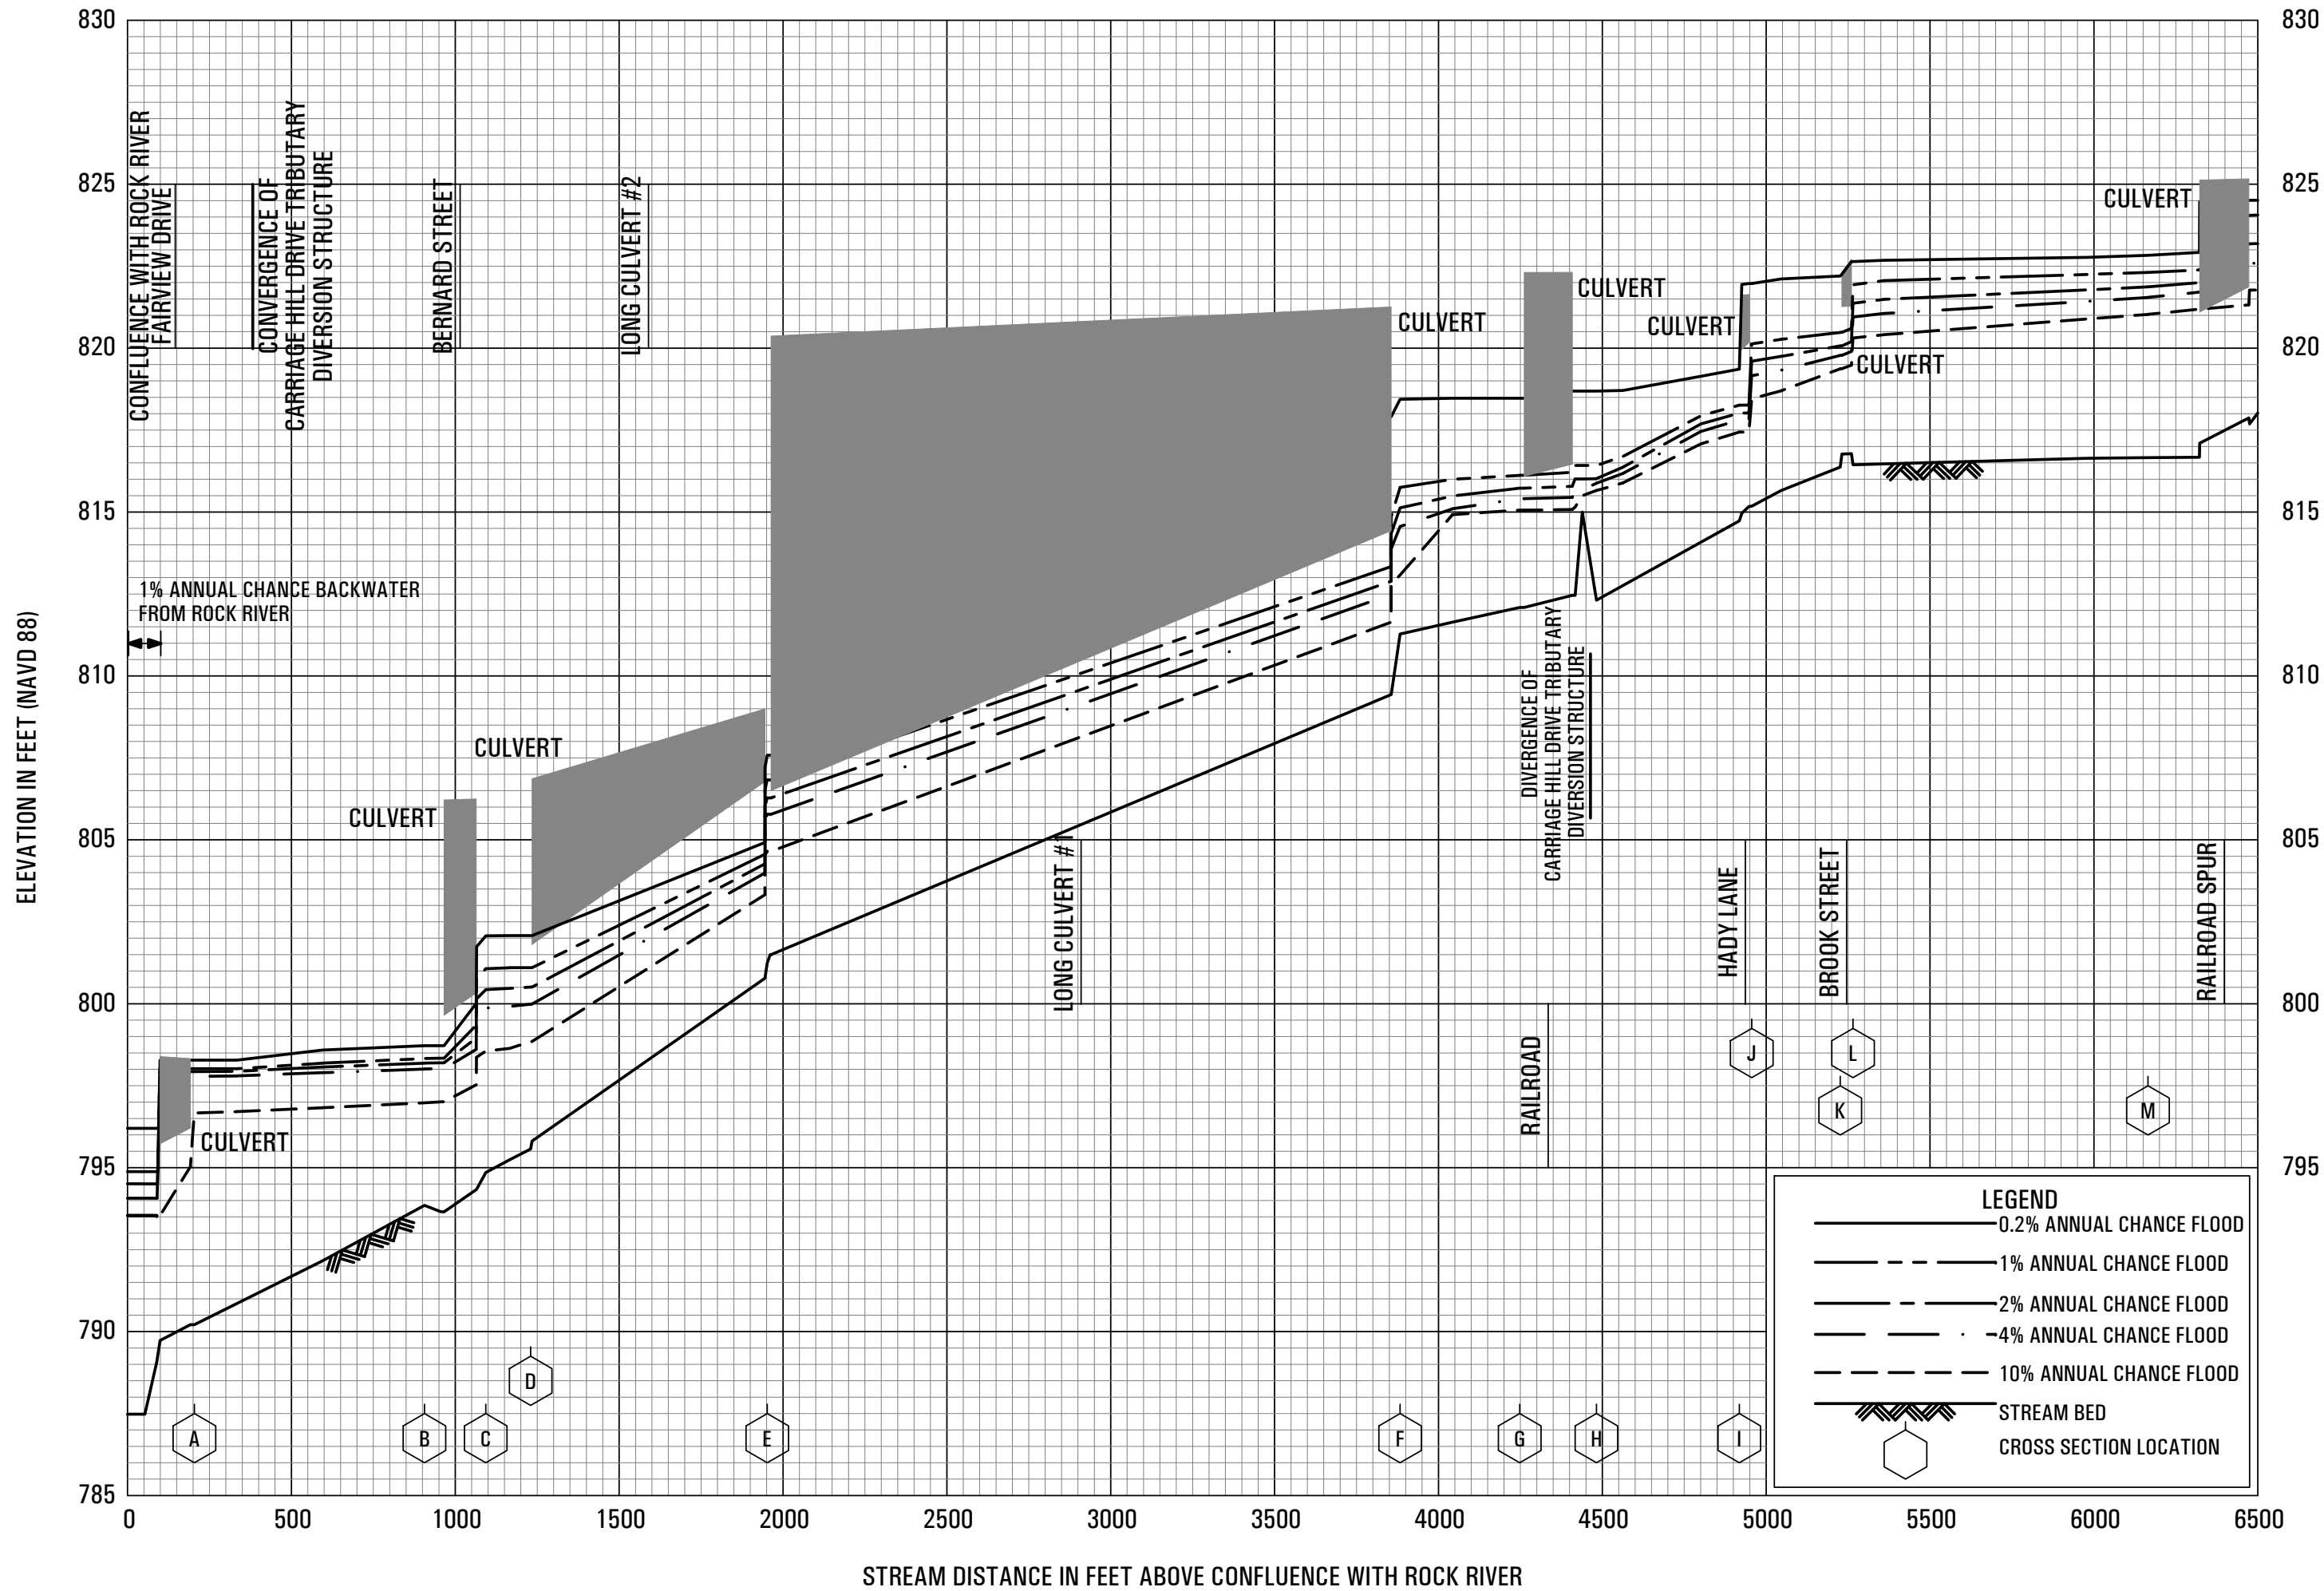 830
825
820
815
810
805
800
795
790
785
ELEVATION IN FEET (NAVD 88)
830
825
820
815
810
805
800
795
0
500
1000
1500
2000
2500
3000
3500
4000
4500
5000
5500
6000
6500
STREAM DISTANCE IN FEET ABOVE CONFLUENCE WITH ROCK RIVER
CONFLUENCE WITH ROCK RIVER
FAIRVIEW DRIVE
CONVERGENCE OF
CARRIAGE HILL DRIVE TRIBUTARY
DIVERSION STRUCTURE
BERNARD STREET
LONG CULVERT #2
1% ANNUAL CHANCE BACKWATER
FROM ROCK RIVER
CULVERT
CULVERT
CULVERT
CULVERT
CULVERT
CULVERT
CULVERT
CULVERT
LONG CULVERT #1
DIVERGENCE OF
CARRIAGE HILL DRIVE TRIBUTARY
DIVERSION STRUCTURE
RAILROAD
HADY LANE
BROOK STREET
RAILROAD SPUR
A
B
C
D
E
F
G
H
I
J
K
L
M
LEGEND
0.2% ANNUAL CHANCE FLOOD
1% ANNUAL CHANCE FLOOD
2% ANNUAL CHANCE FLOOD
4% ANNUAL CHANCE FLOOD
10% ANNUAL CHANCE FLOOD
STREAM BED
CROSS SECTION LOCATION